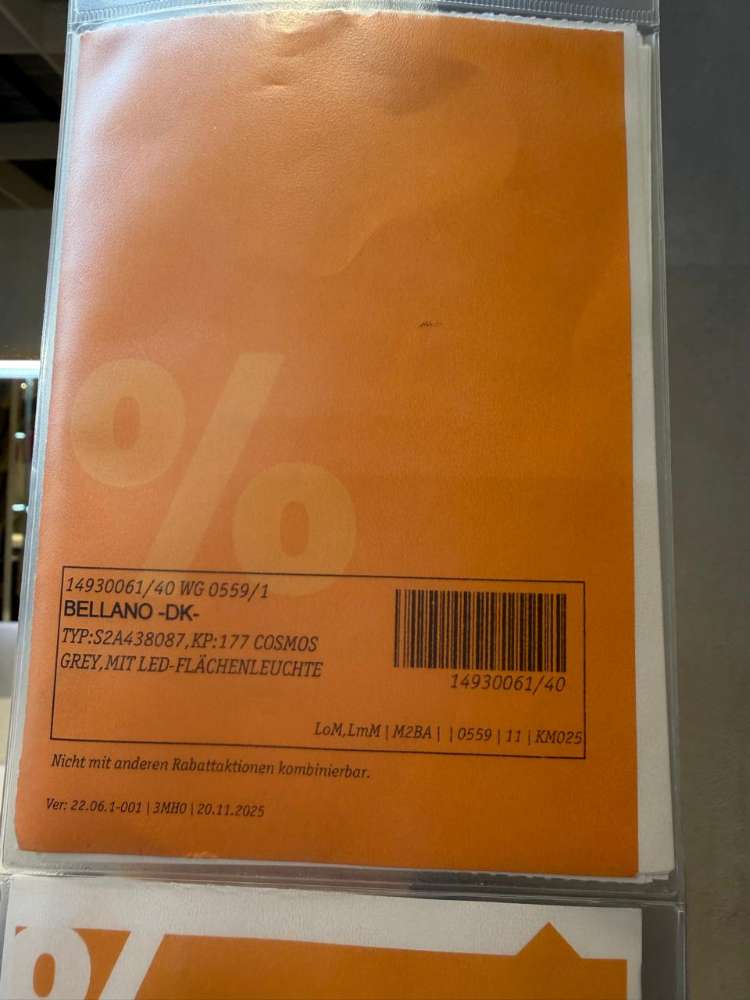 %
14930061/40 WG 0559/1
BELLANO -DK-
TYP:S2A438087,KP:177 COSMOS
GREY,MIT LED-FLÄCHENLEUCHTE
14930061/40
LoM,LmM | M2BA | | 0559 | 11 | KM025
Nicht mit anderen Rabattaktionen kombinierbar.
Ver: 22.06.1-001 | 3MH0 | 20.11.2025
%